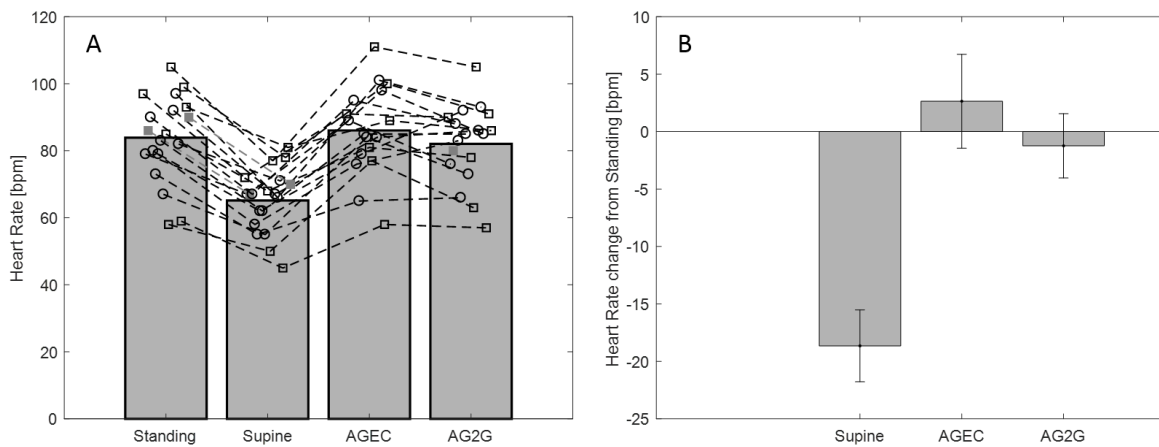 A
Heart Rate [bpm]
120
100
80
60
40
20
0
Standing Supine AGEC AG2G
B
Heart Rate change from Standing [bpm]
10
5
0
-5
-10
-15
-20
-25
Supine AGEC AG2G